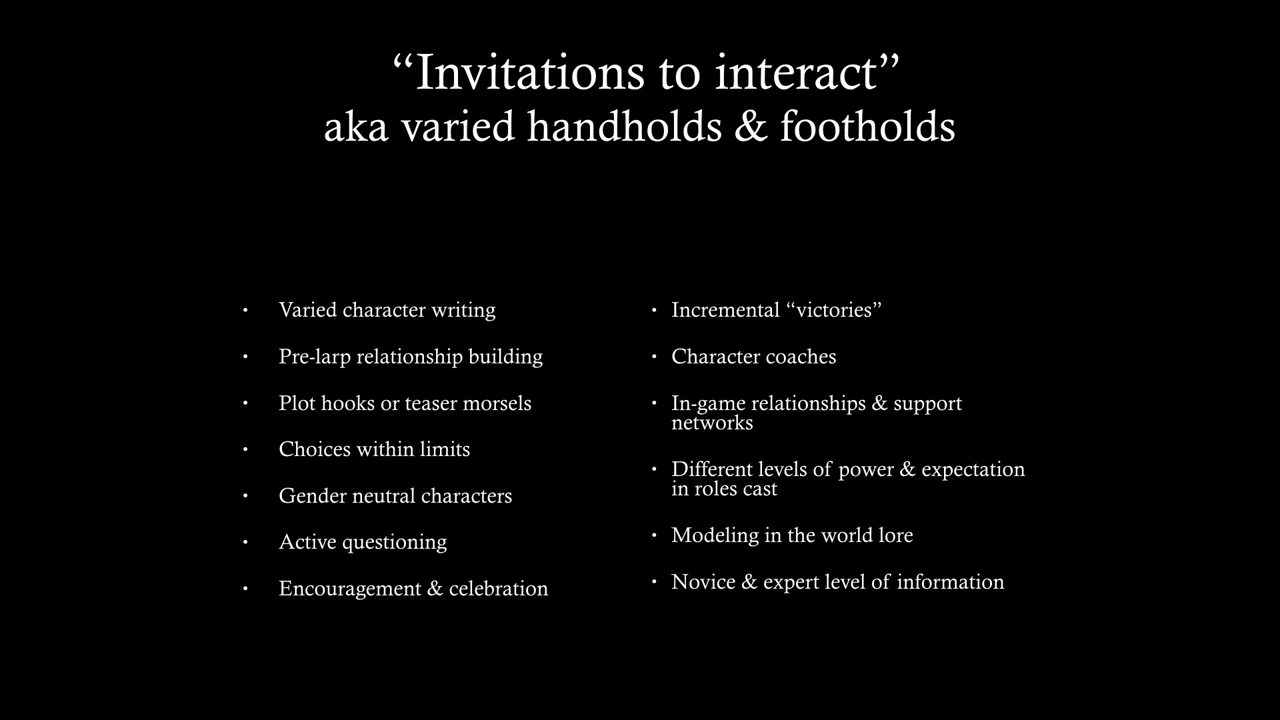 “Invitations to interact”
aka varied handholds & footholds
• Varied character writing
• Pre-larp relationship building
• Plot hooks or teaser morsels
• Choices within limits
• Gender neutral characters
• Active questioning
• Encouragement & celebration
• Incremental “victories”
• Character coaches
• In-game relationships & support
networks
• Different levels of power & expectation
in roles cast
• Modeling in the world lore
• Novice & expert level of information